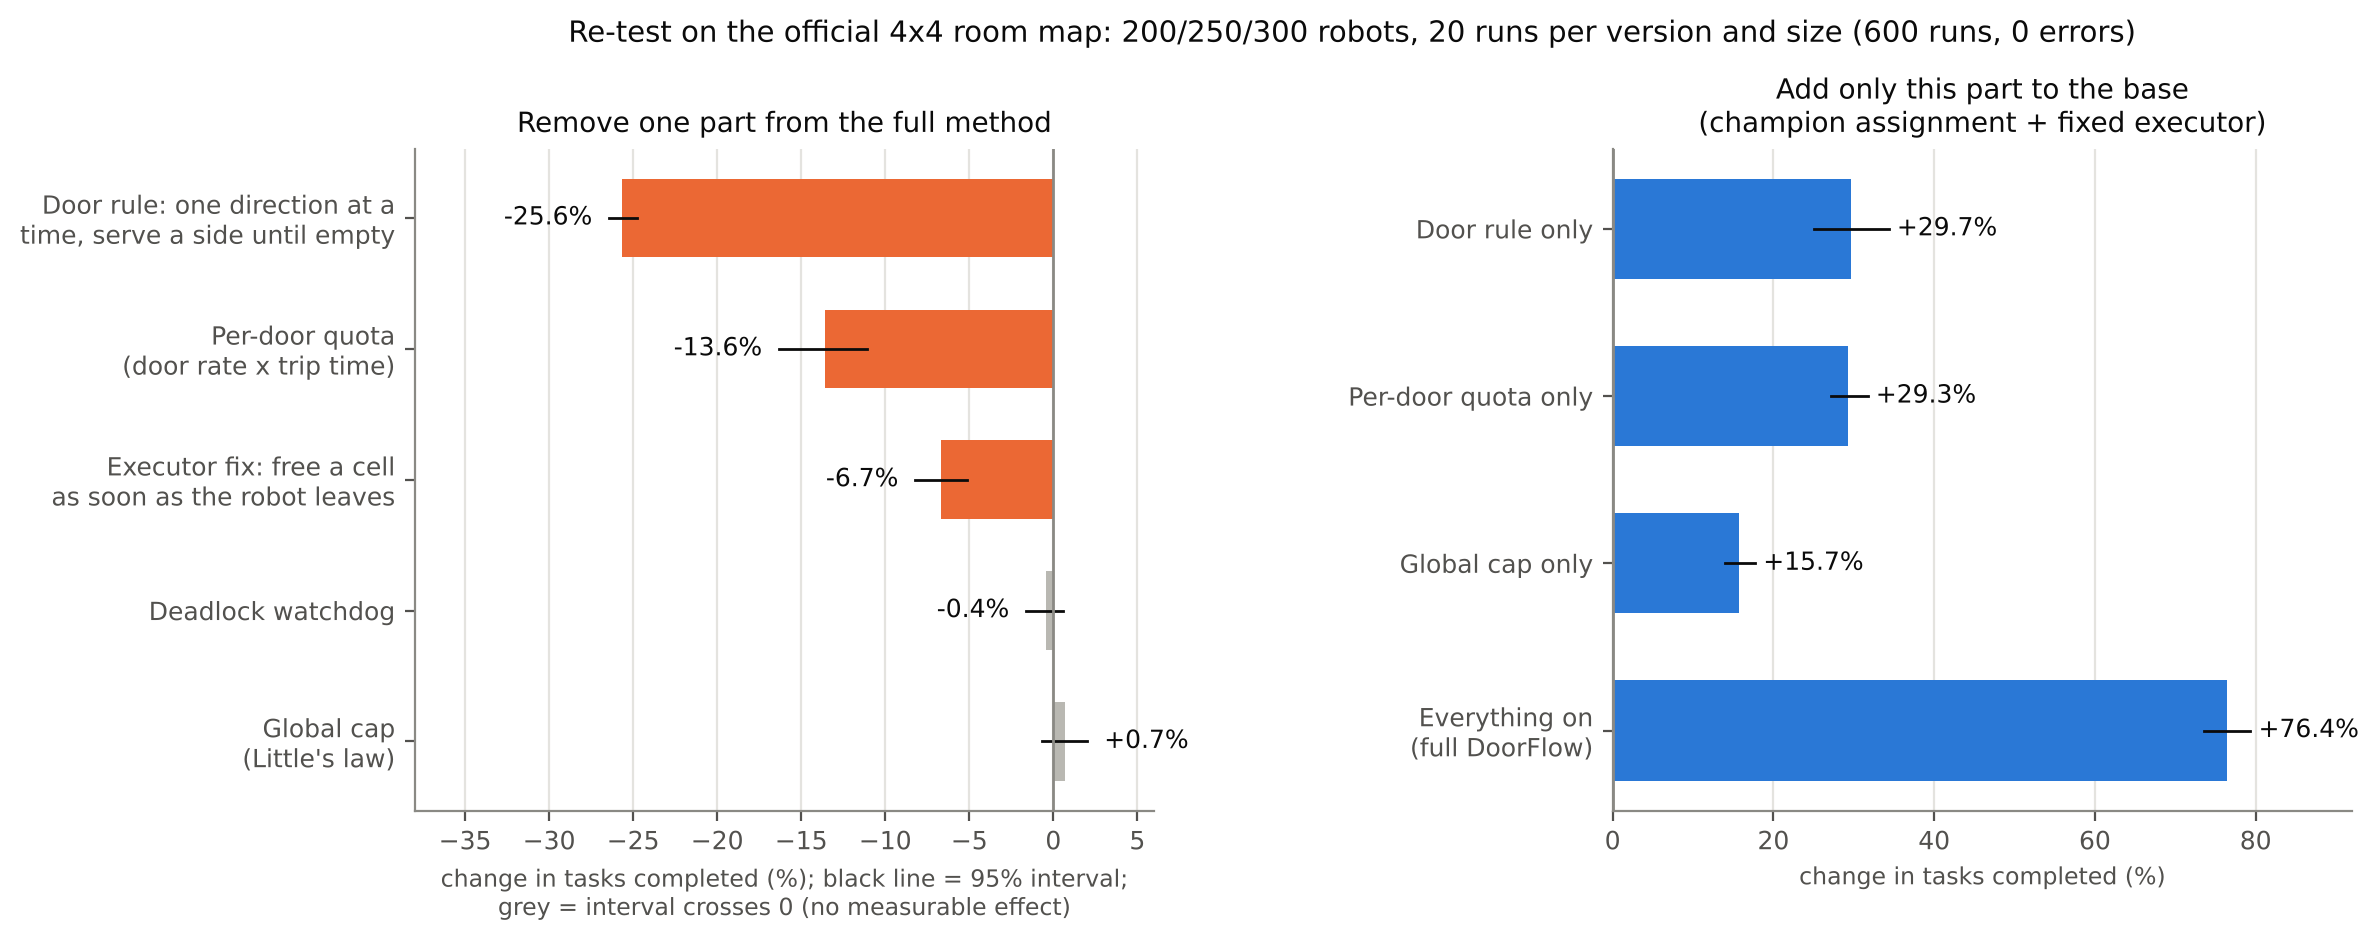 Re-test on the official 4x4 room map: 200/250/300 robots, 20 runs per version and size (600 runs, 0 errors)
Remove one part from the full method
Door rule: one direction at a
time, serve a side until empty
-25.6%
Per-door quota
(door rate x trip time)
-13.6%
Executor fix: free a cell
as soon as the robot leaves
-6.7%
Deadlock watchdog
-0.4%
Global cap
(Little's law)
+0.7%
−35 −30 −25 −20 −15 −10 −5 0 5
change in tasks completed (%); black line = 95% interval;
grey = interval crosses 0 (no measurable effect)
Add only this part to the base
(champion assignment + fixed executor)
Door rule only
+29.7%
Per-door quota only
+29.3%
Global cap only
+15.7%
Everything on
(full DoorFlow)
+76.4%
0 20 40 60 80
change in tasks completed (%)